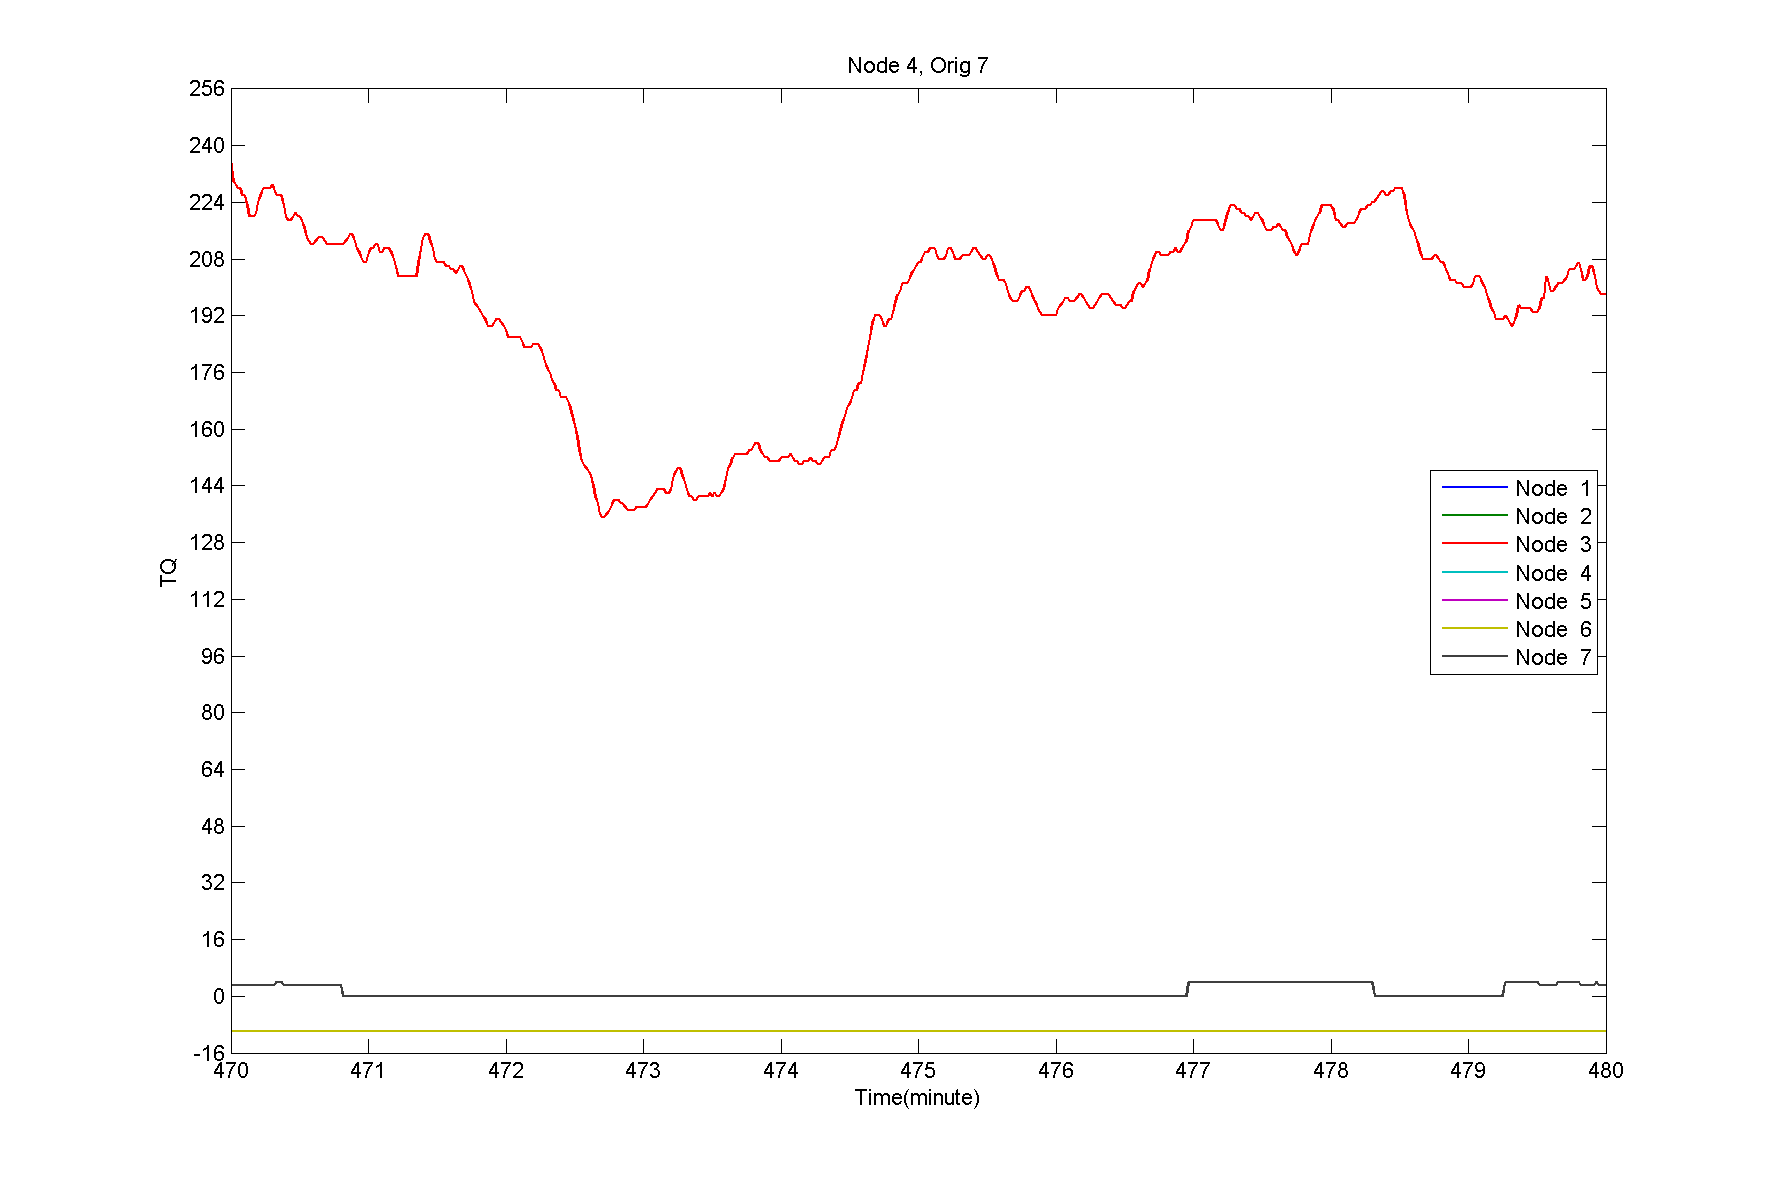 Node 4, Orig 7
256
240
224
208
192
176
160
144
128
112
96
80
64
48
32
16
0
-16
TQ
Node 1
Node 2
Node 3
Node 4
Node 5
Node 6
Node 7
470 471 472 473 474 475 476 477 478 479 480
Time(minute)